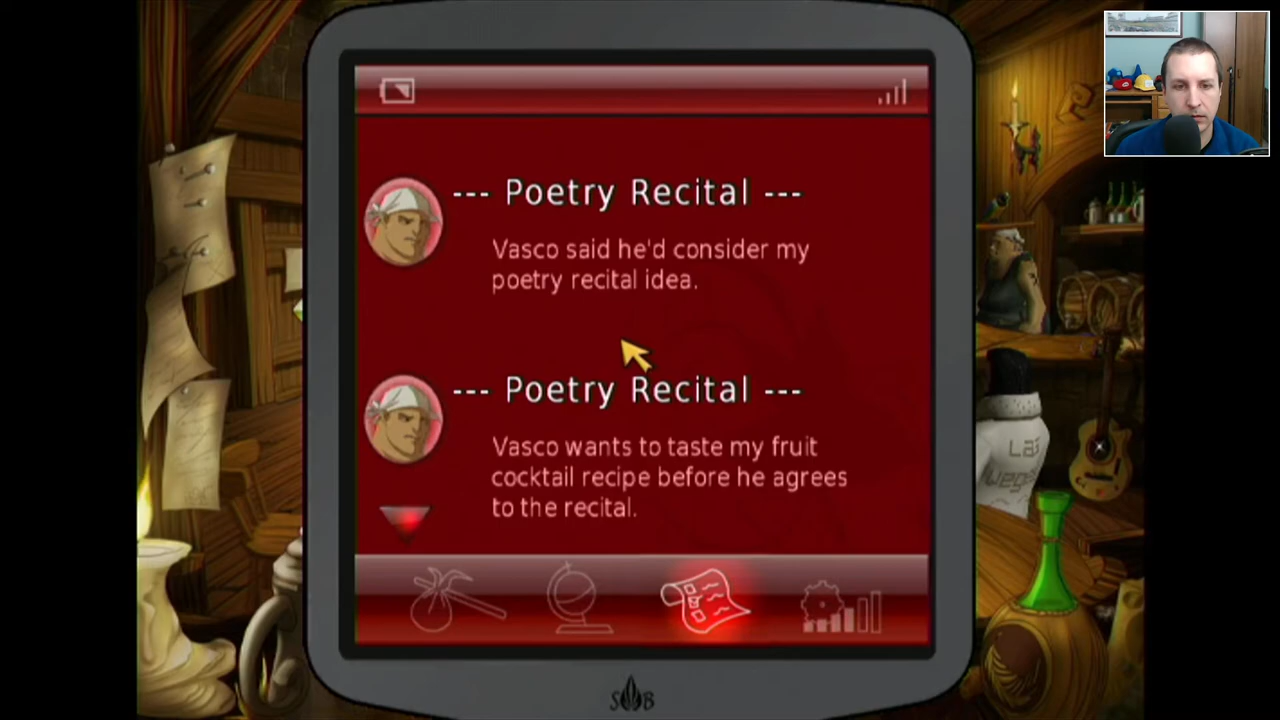 --- Poetry Recital ---
Vasco said he'd consider my
poetry recital idea.
--- Poetry Recital ---
Vasco wants to taste my fruit
cocktail recipe before he agrees
to the recital.
S B